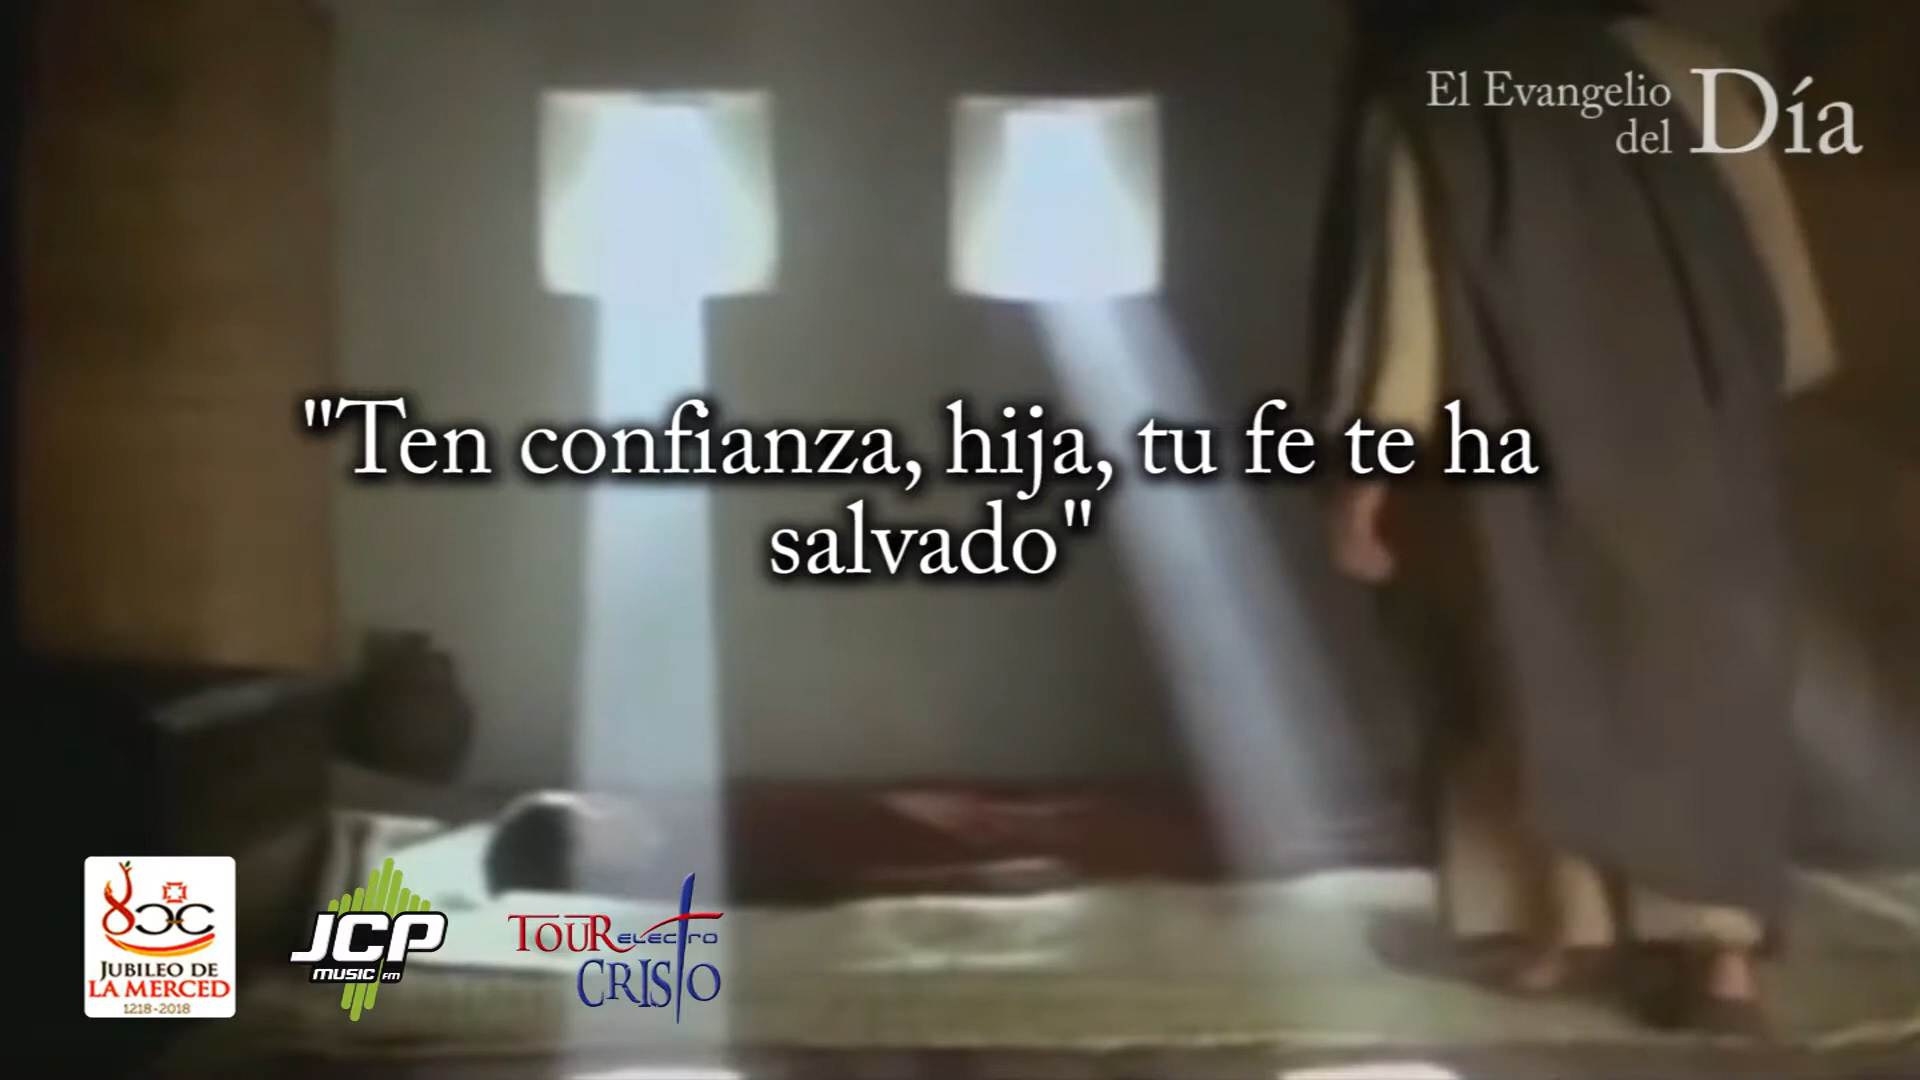 El Evangelio
del Día
"Ten confianza, hija, tu fe te ha
salvado"
JUBILEO DE
LA MERCED
1218-2018
JCP
MUSIC FM
TOUR ELECTRO
CRISTO